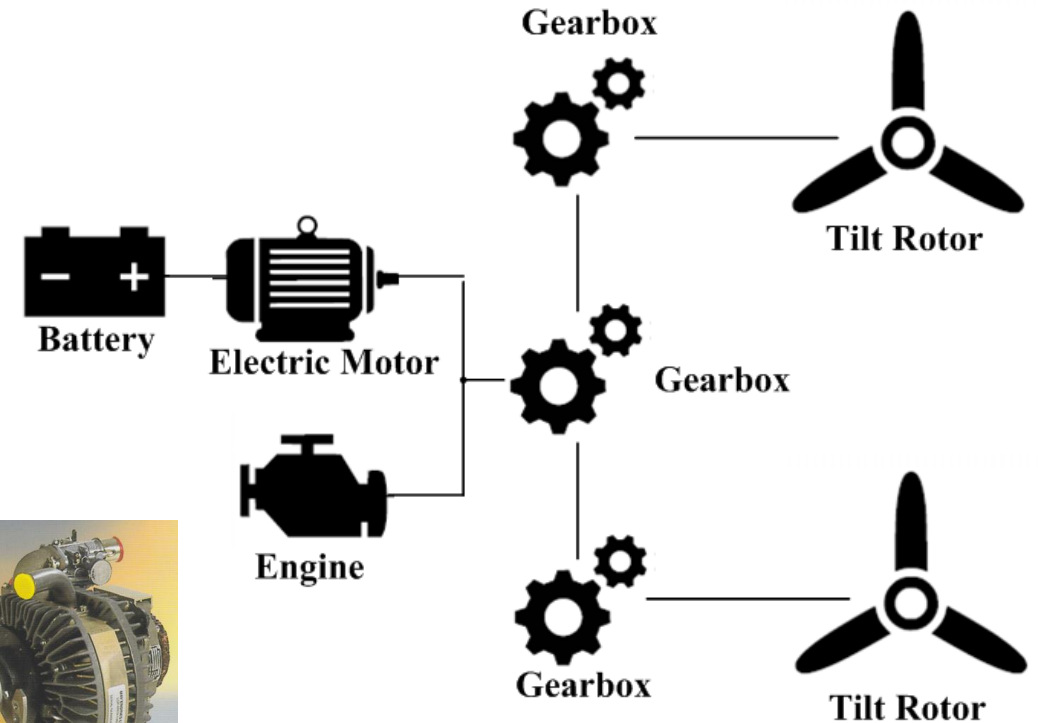 Gearbox
Tilt Rotor
Battery
Electric Motor
Gearbox
Engine
Gearbox
Tilt Rotor